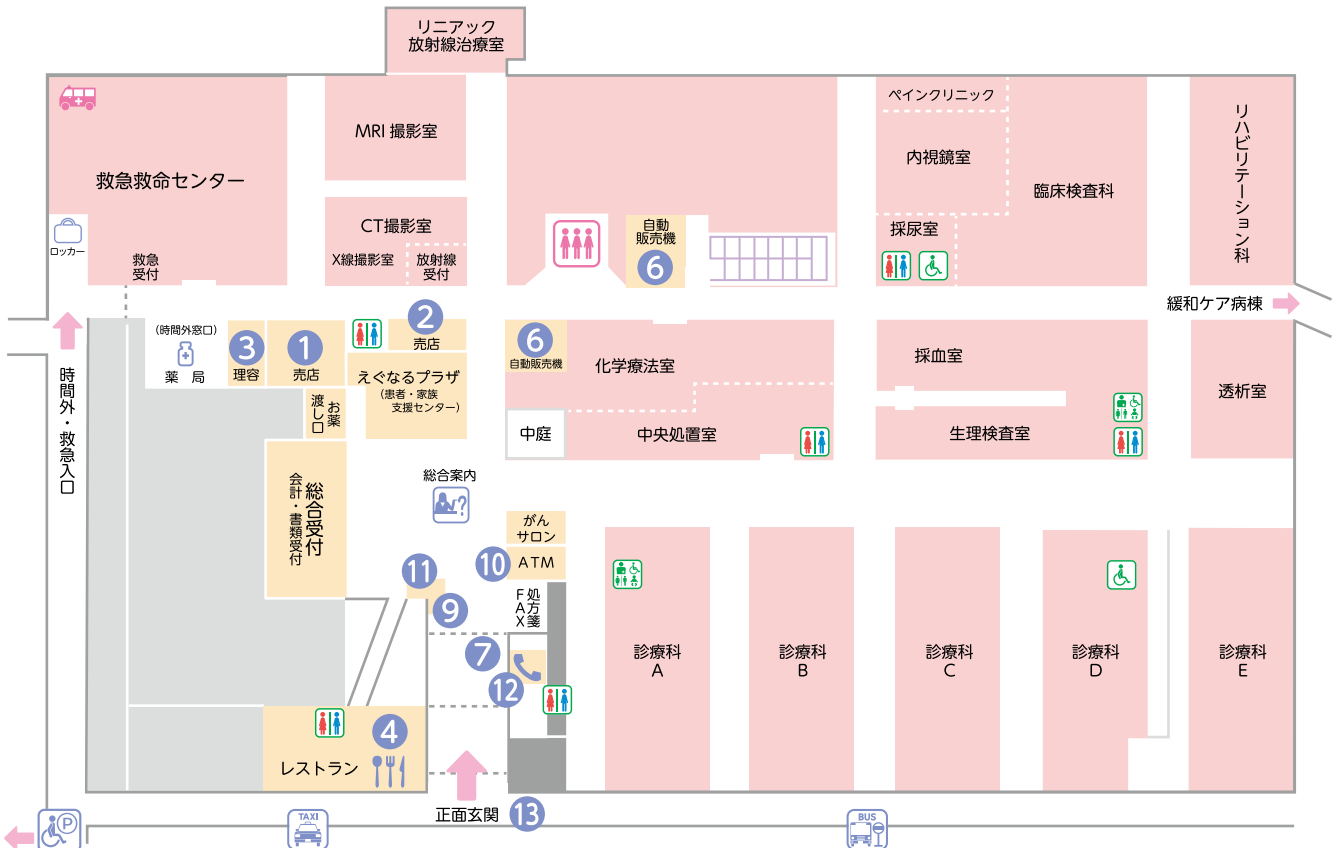 リニアック
放射線治療室
MRI 撮影室
救急救命センター
ロッカー
救急
受付
CT撮影室
X線撮影室
放射線
受付
自動
販売機
6
ペインクリニック
内視鏡室
臨床検査科
採尿室
リハビリテーション科
緩和ケア病棟
時間外・救急入口
(時間外窓口)
薬 局
3
理容
1
売店
2
売店
えぐなるプラザ
(患者・家族
支援センター)
お薬
渡し口
6
自動販売機
化学療法室
中庭
中央処置室
採血室
生理検査室
透析室
総合受付
会計・書類受付
総合案内
?
がん
サロン
10
ATM
11
9
処方箋
FAX
7
12
診療科
A
診療科
B
診療科
C
診療科
D
診療科
E
4
レストラン
正面玄関
13
P
TAXI
BUS